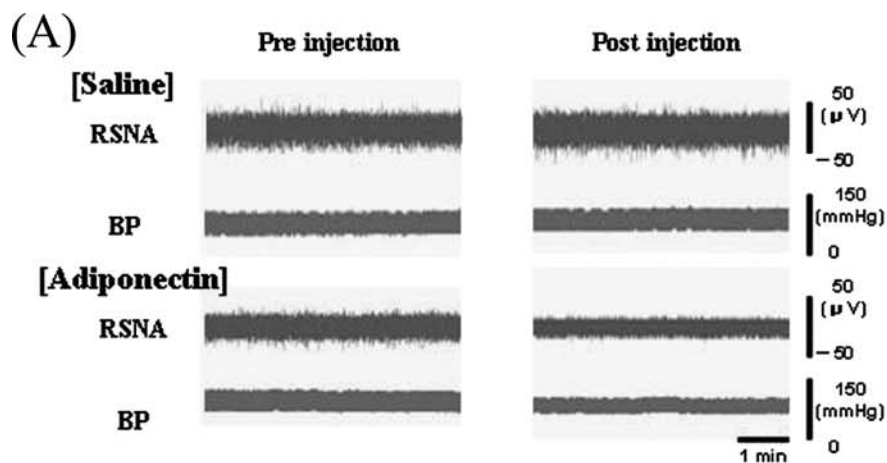 (A)
Pre injection
Post injection
[Saline]
RSNA
50
(μV)
−50
BP
150
(mmHg)
0
[Adiponectin]
RSNA
50
(μV)
−50
BP
150
(mmHg)
0
1 min